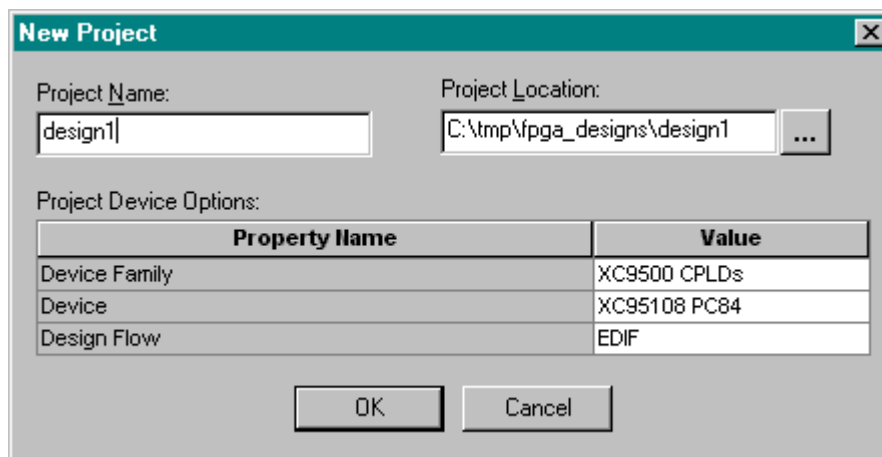 New Project
Project Name:
Project Location:
design1
C:\tmp\fpga_designs\design1
...
Project Device Options:
Property Name
Value
Device Family
XC9500 CPLDs
Device
XC95108 PC84
Design Flow
EDIF
OK
Cancel